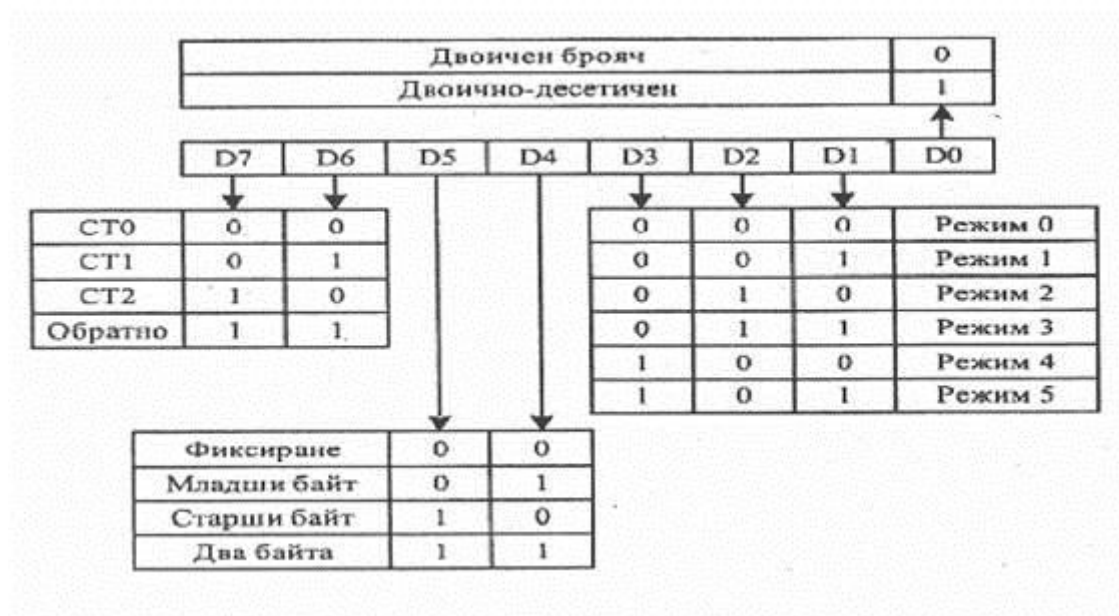 Двоичен брояч 0
Двоично-десетичен 1
D7 D6 D5 D4 D3 D2 D1 D0
СТ0 0 0
СТ1 0 1
СТ2 1 0
Обратно 1 1
0 0 0 Режим 0
0 0 1 Режим 1
0 1 0 Режим 2
0 1 1 Режим 3
1 0 0 Режим 4
1 0 1 Режим 5
Фиксиране 0 0
Младши байт 0 1
Старши байт 1 0
Два байта 1 1